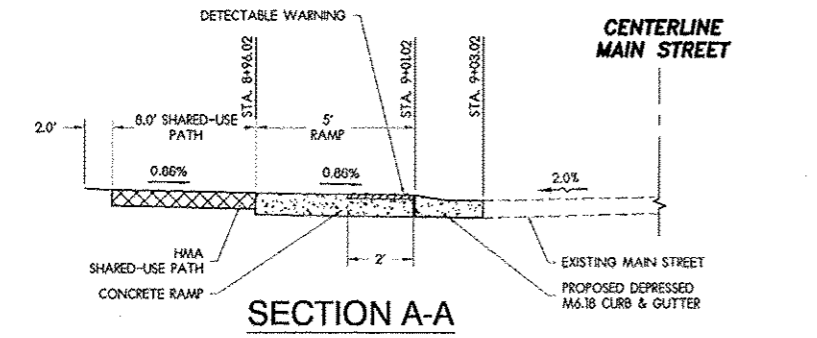 DETECTABLE WARNING
CENTERLINE
MAIN STREET
STA. 8+96.02
STA. 9+01.02
STA. 9+03.02
2.0'
8.0' SHARED-USE
PATH
5'
RAMP
0.86%
0.86%
2.0%
HMA
SHARED-USE PATH
2'
EXISTING MAIN STREET
CONCRETE RAMP
PROPOSED DEPRESSED
M6.18 CURB & GUTTER
SECTION A-A